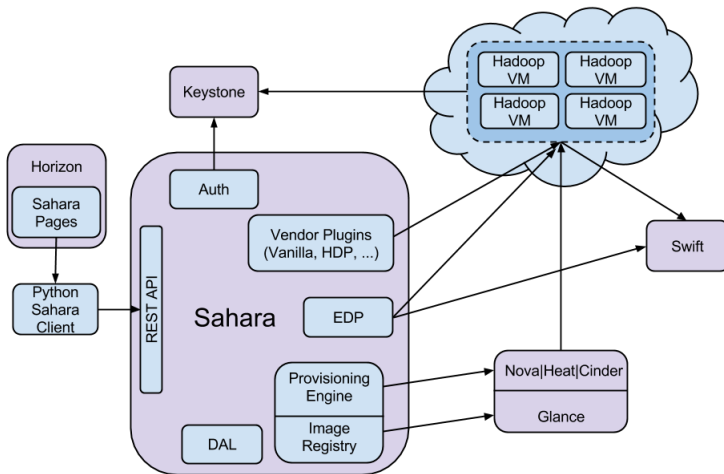 Hadoop
VM
Hadoop
VM
Hadoop
VM
Hadoop
VM
Keystone
Horizon
Sahara
Pages
Auth
Vendor Plugins
(Vanilla, HDP, ...)
Swift
Python
Sahara
Client
REST API
Sahara
EDP
Provisioning
Engine
Image
Registry
Nova|Heat|Cinder
Glance
DAL